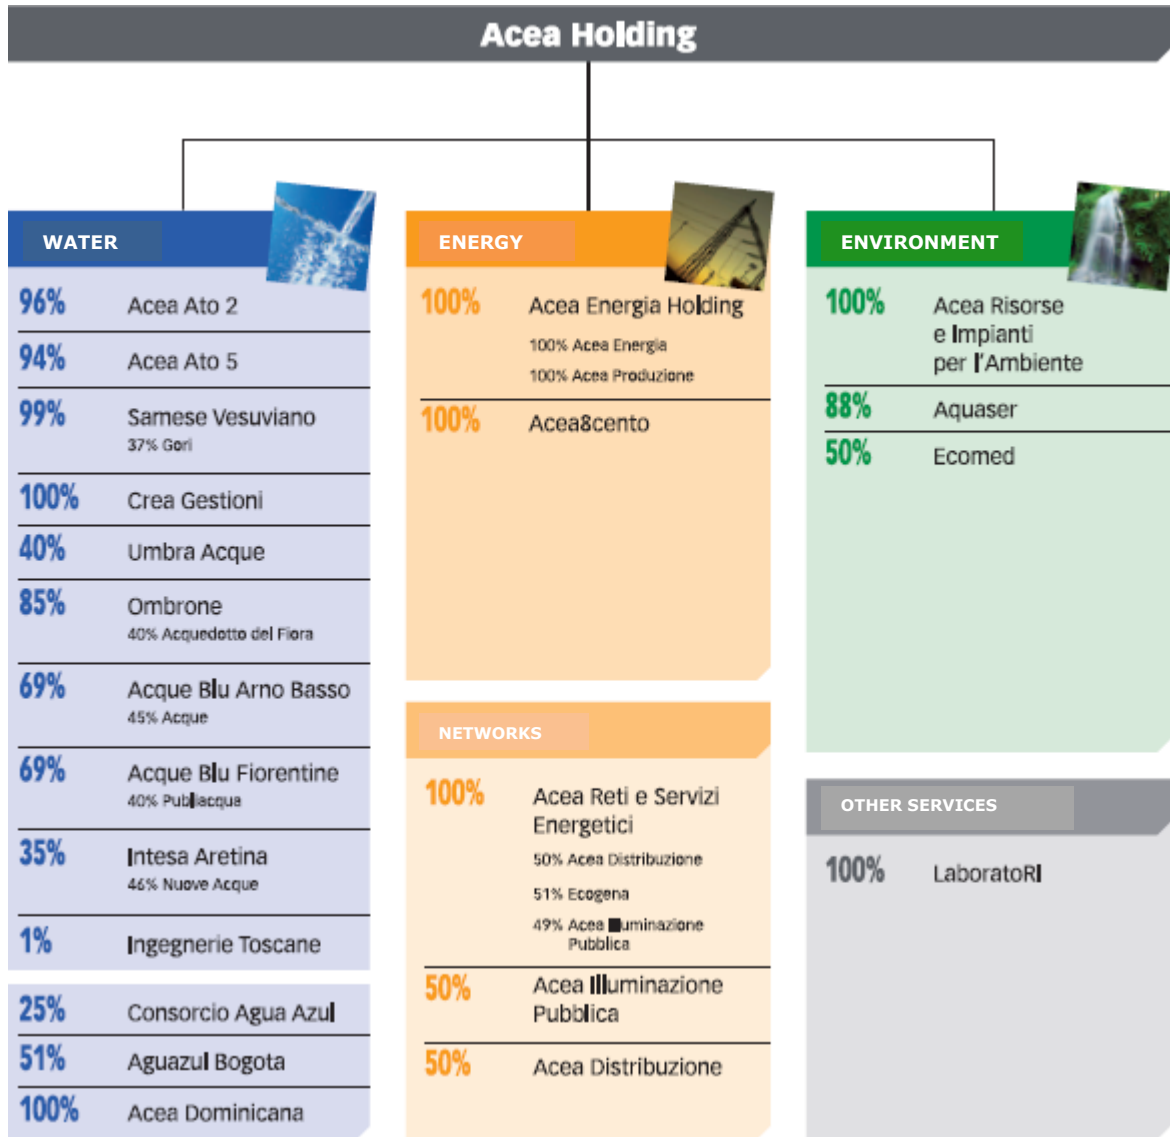 Acea Holding
WATER
96% Acea Ato 2
94% Acea Ato 5
99% Sarnese Vesuviano
37% Gori
100% Crea Gestioni
40% Umbra Acque
85% Ombrone
40% Acquedotto del Fiora
69% Acque Blu Arno Basso
45% Acque
69% Acque Blu Fiorentine
40% Publiacqua
35% Intesa Aretina
46% Nuove Acque
1% Ingegnerie Toscane
25% Consorcio Agua Azul
51% Aguazul Bogota
100% Acea Dominicana
ENERGY
100% Acea Energia Holding
100% Acea Energia
100% Acea Produzione
100% Acea8cento
NETWORKS
100% Acea Reti e Servizi
Energetici
50% Acea Distribuzione
51% Ecogena
49% Acea Illuminazione
Pubblica
50% Acea Illuminazione
Pubblica
50% Acea Distribuzione
ENVIRONMENT
100% Acea Risorse
e Impianti
per l'Ambiente
88% Aquaser
50% Ecomed
OTHER SERVICES
100% LaboratoRI